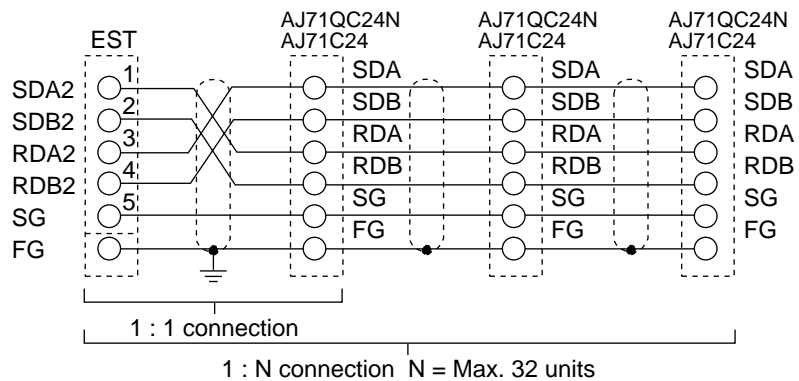 EST
AJ71QC24N
AJ71C24
AJ71QC24N
AJ71C24
AJ71QC24N
AJ71C24
SDA2 1 SDA SDA SDA
SDB2 2 SDB SDB SDB
RDA2 3 RDA RDA RDA
RDB2 4 RDB RDB RDB
SG 5 SG SG SG
FG FG FG FG
1 : 1 connection
1 : N connection N = Max. 32 units